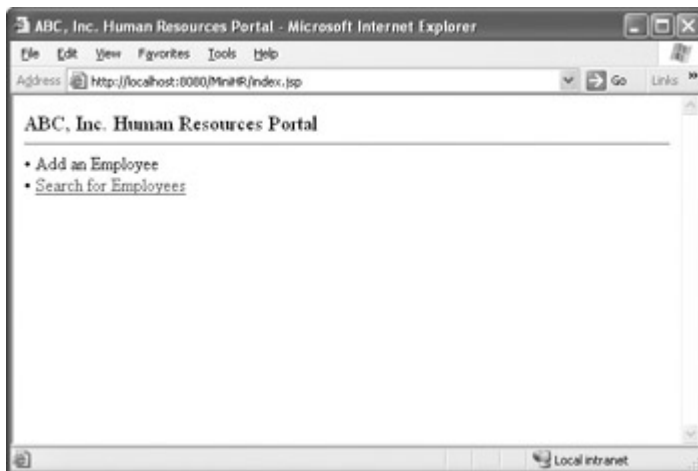 ABC, Inc. Human Resources Portal - Microsoft Internet Explorer
File Edit View Favorites Tools Help
Address http://localhost:8080/MiniHR/index.jsp Go Links »
ABC, Inc. Human Resources Portal
• Add an Employee
• Search for Employees
Local intranet